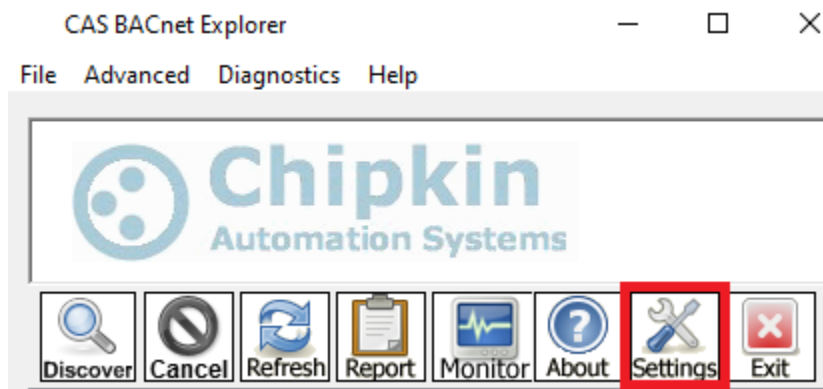 CAS BACnet Explorer
File Advanced Diagnostics Help
Chipkin
Automation Systems
Discover Cancel Refresh Report Monitor About Settings Exit